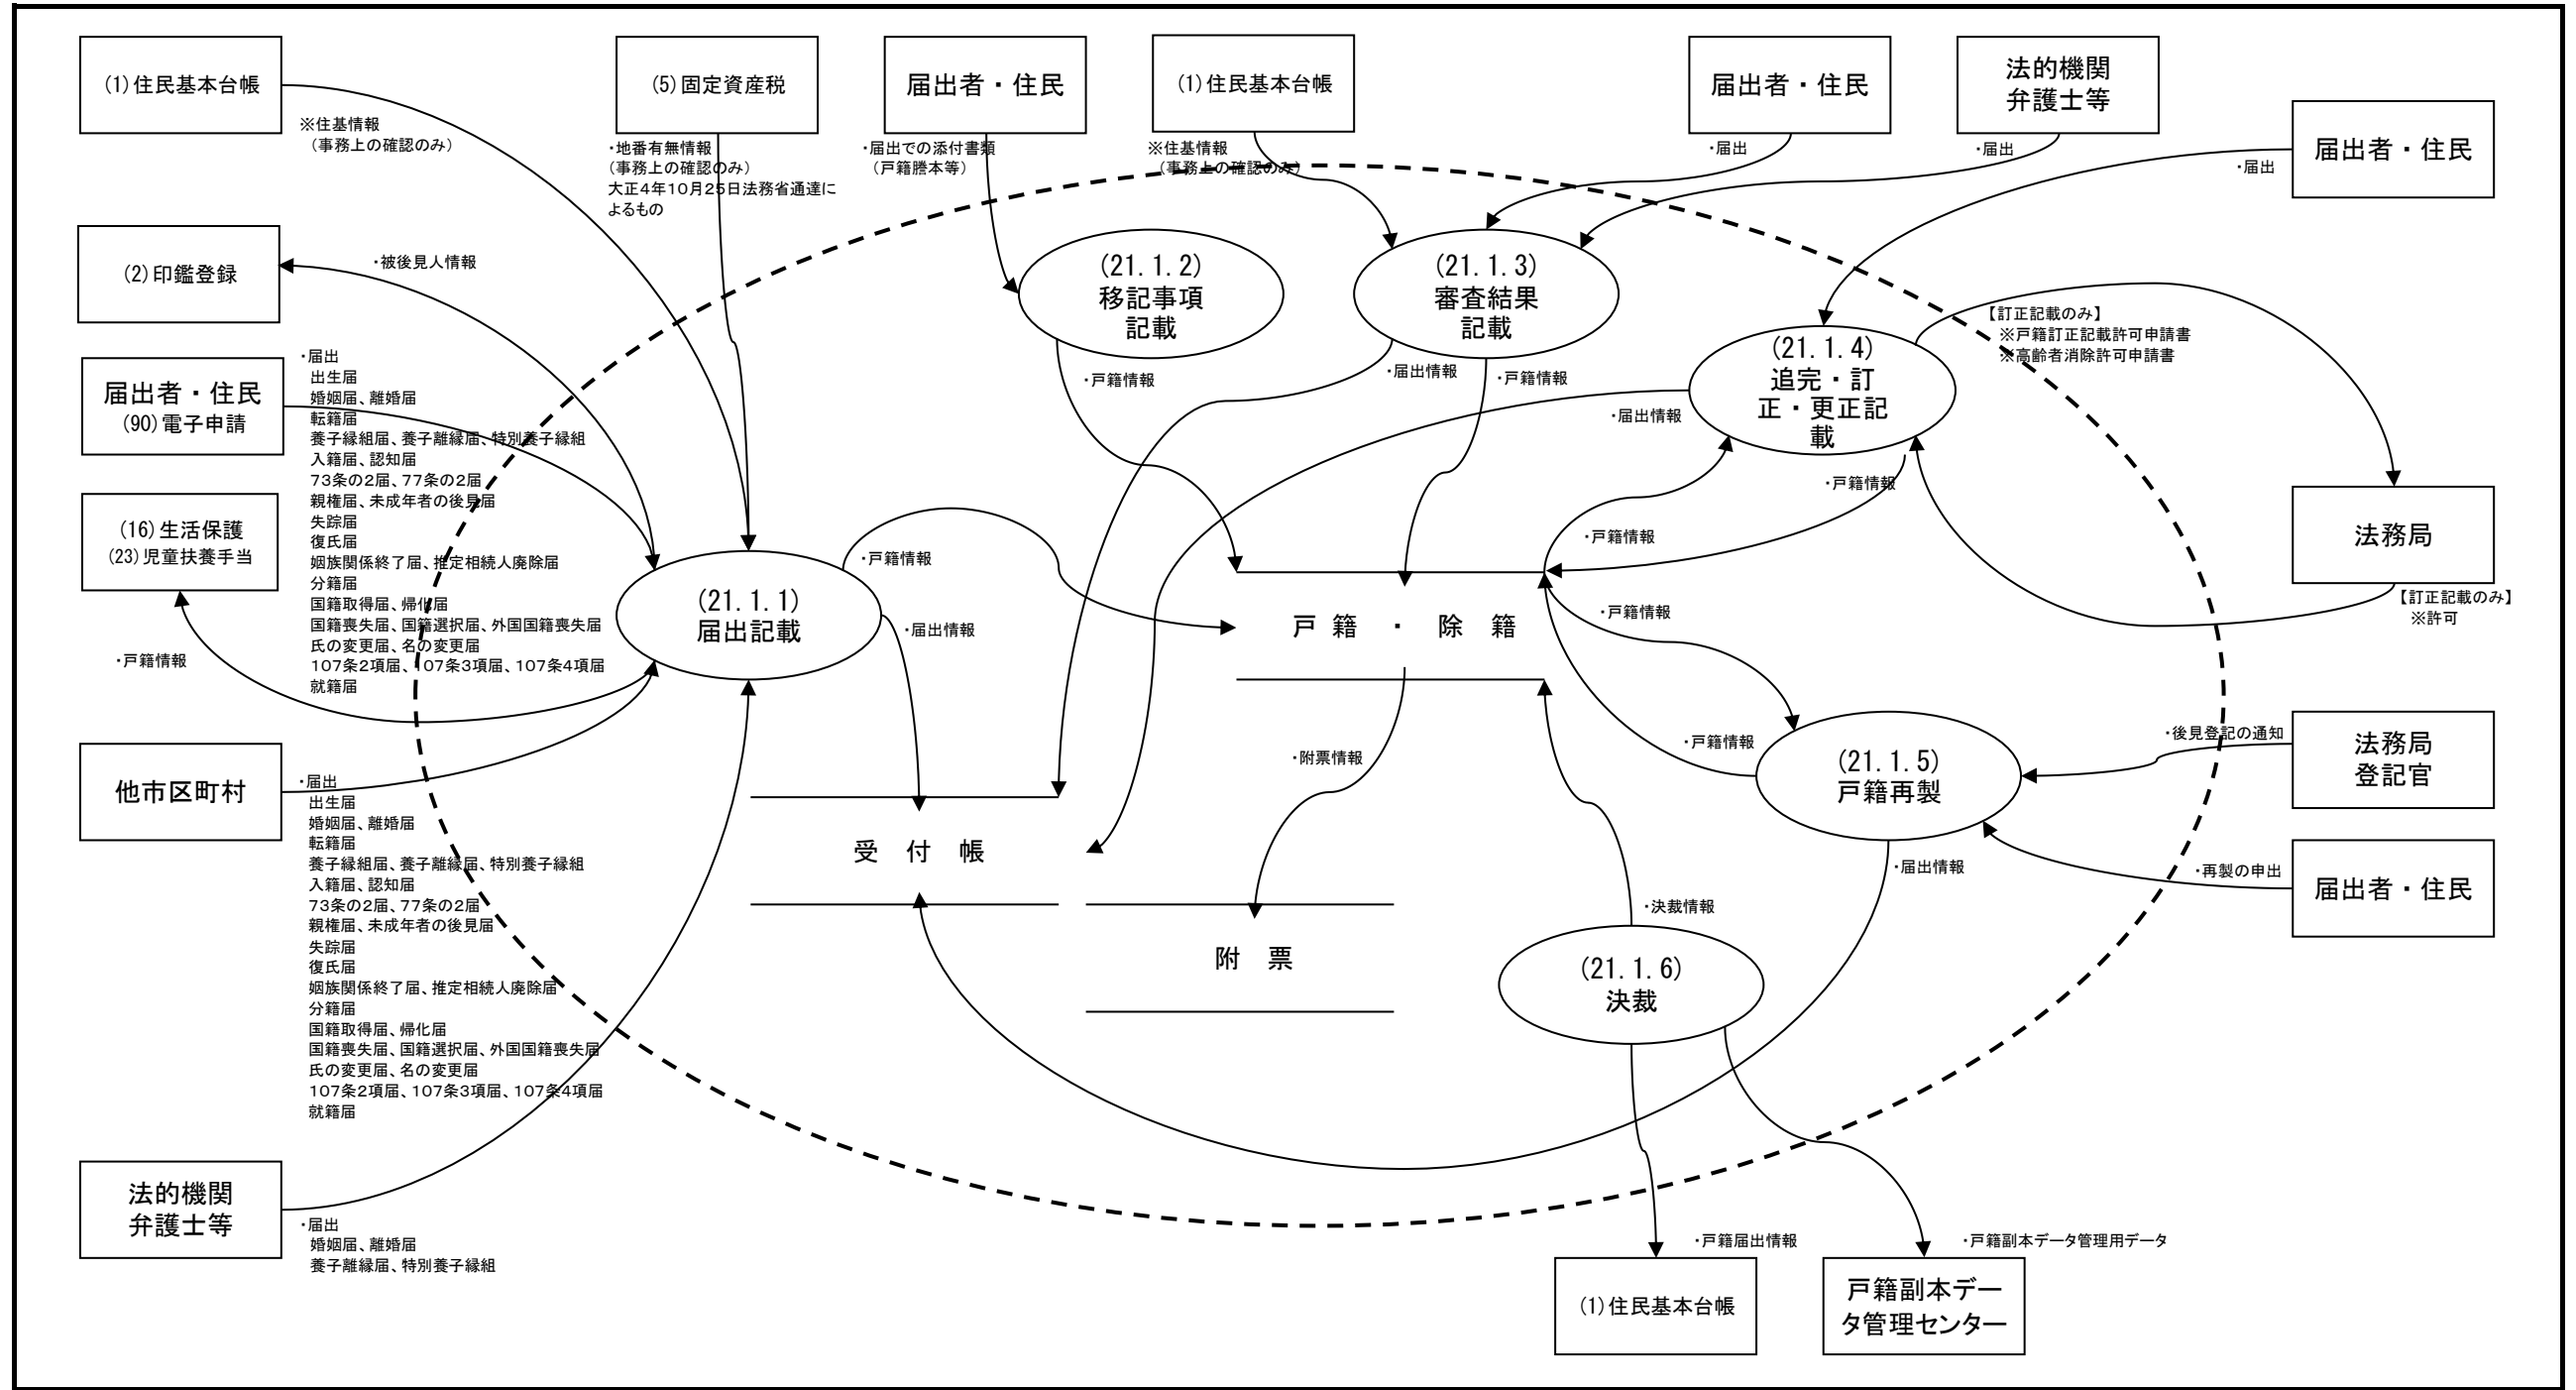 (1)住民基本台帳
※住基情報
(事務上の確認のみ)
(5)固定資産税
・地番有無情報
(事務上の確認のみ)
大正4年10月25日法務省通達に
よるもの
届出者・住民
・届出での添付書類
(戸籍謄本等)
(1)住民基本台帳
※住基情報
(事務上の確認のみ)
届出者・住民
・届出
法的機関
弁護士等
・届出
届出者・住民
・届出
(2)印鑑登録
・被後見人情報
(21.1.2)
移記事項
記載
・戸籍情報
(21.1.3)
審査結果
記載
・届出情報
・戸籍情報
(21.1.4)
追完・訂
正・更正記
載
・届出情報
・戸籍情報
・戸籍情報
【訂正記載のみ】
※戸籍訂正記載許可申請書
※高齢者消除許可申請書
届出者・住民
(90)電子申請
・届出
出生届
婚姻届、離婚届
転籍届
養子縁組届、養子離縁届、特別養子縁組
入籍届、認知届
73条の2届、77条の2届
親権届、未成年者の後見届
失踪届
復氏届
姻族関係終了届、推定相続人廃除届
分籍届
国籍取得届、帰化届
国籍喪失届、国籍選択届、外国国籍喪失届
氏の変更届、名の変更届
107条2項届、107条3項届、107条4項届
就籍届
(16)生活保護
(23)児童扶養手当
・戸籍情報
(21.1.1)
届出記載
・戸籍情報
・届出情報
戸 籍 ・ 除 籍
・戸籍情報
法務局
【訂正記載のみ】
※許可
他市区町村
・届出
出生届
婚姻届、離婚届
転籍届
養子縁組届、養子離縁届、特別養子縁組
入籍届、認知届
73条の2届、77条の2届
親権届、未成年者の後見届
失踪届
復氏届
姻族関係終了届、推定相続人廃除届
分籍届
国籍取得届、帰化届
国籍喪失届、国籍選択届、外国国籍喪失届
氏の変更届、名の変更届
107条2項届、107条3項届、107条4項届
就籍届
・附票情報
・戸籍情報
(21.1.5)
戸籍再製
・届出情報
・後見登記の通知
法務局
登記官
・再製の申出
届出者・住民
受 付 帳
附 票
・決裁情報
(21.1.6)
決裁
法的機関
弁護士等
・届出
婚姻届、離婚届
養子離縁届、特別養子縁組
・戸籍届出情報
(1)住民基本台帳
・戸籍副本データ管理用データ
戸籍副本デー
タ管理センター